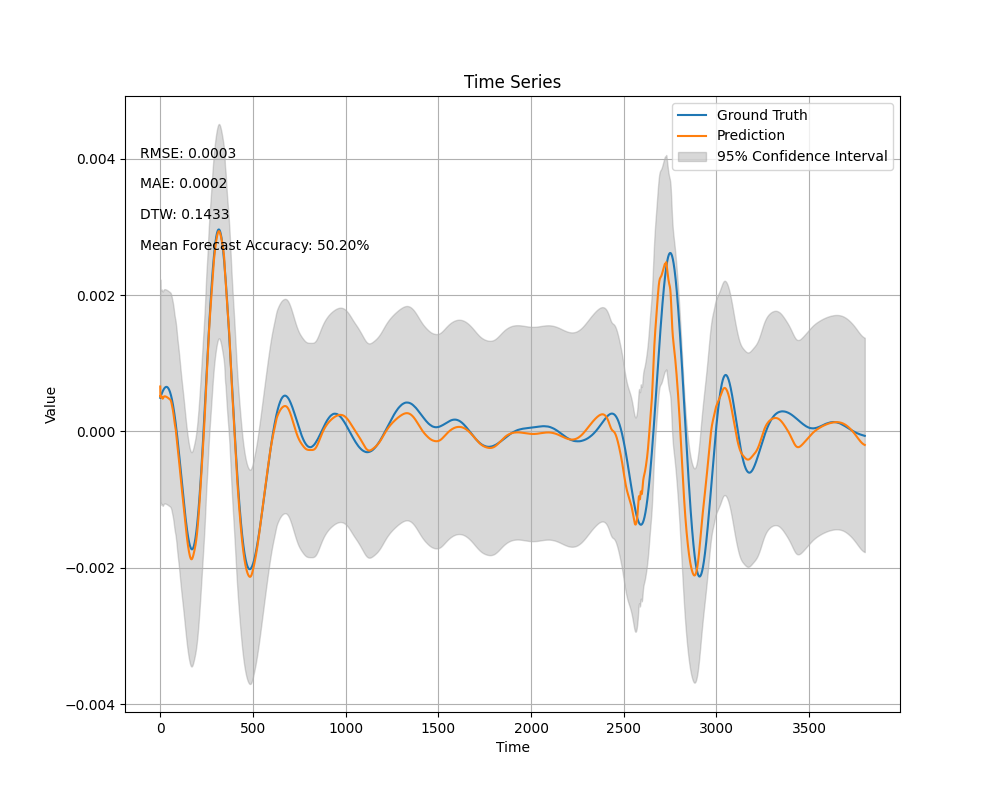 Time Series
Ground Truth
Prediction
95% Confidence Interval
RMSE: 0.0003
MAE: 0.0002
DTW: 0.1433
Mean Forecast Accuracy: 50.20%
Value
0.004
0.002
0.000
−0.002
−0.004
0 500 1000 1500 2000 2500 3000 3500
Time